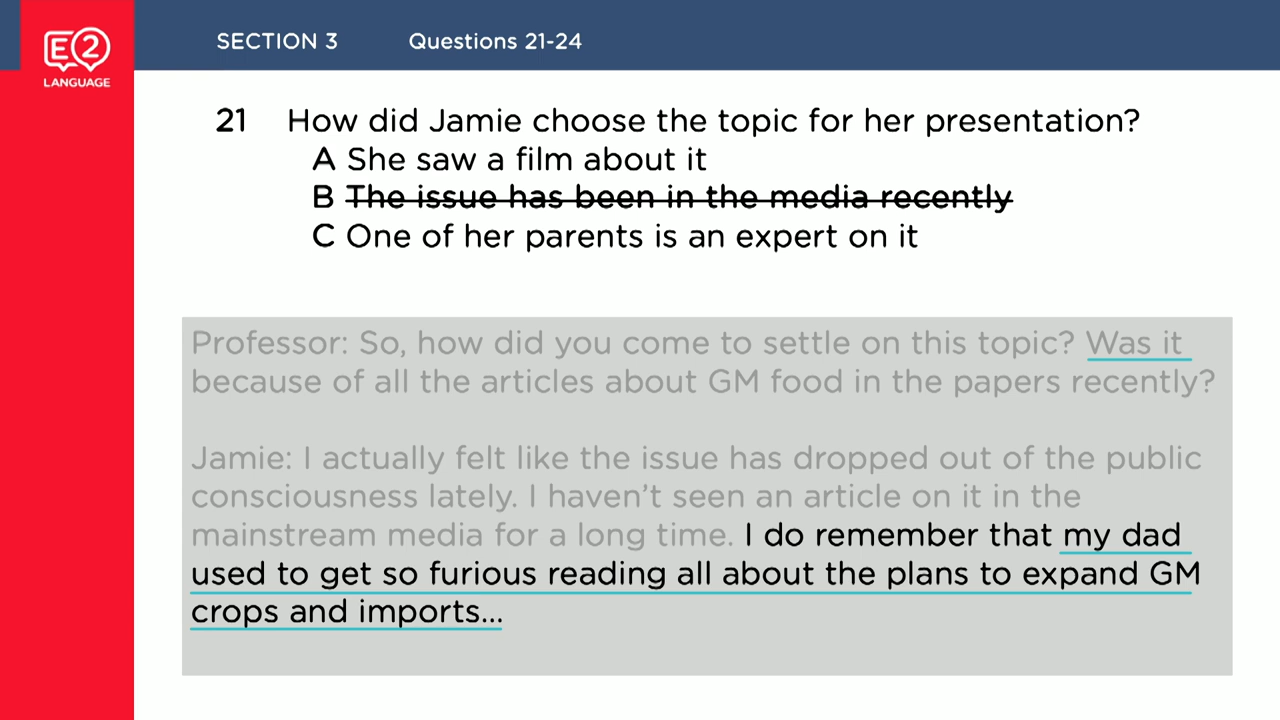 E2
LANGUAGE
SECTION 3 Questions 21-24
21 How did Jamie choose the topic for her presentation?
A She saw a film about it
B The issue has been in the media recently
C One of her parents is an expert on it
Professor: So, how did you come to settle on this topic? Was it
because of all the articles about GM food in the papers recently?
Jamie: I actually felt like the issue has dropped out of the public
consciousness lately. I haven't seen an article on it in the
mainstream media for a long time. I do remember that my dad
used to get so furious reading all about the plans to expand GM
crops and imports...